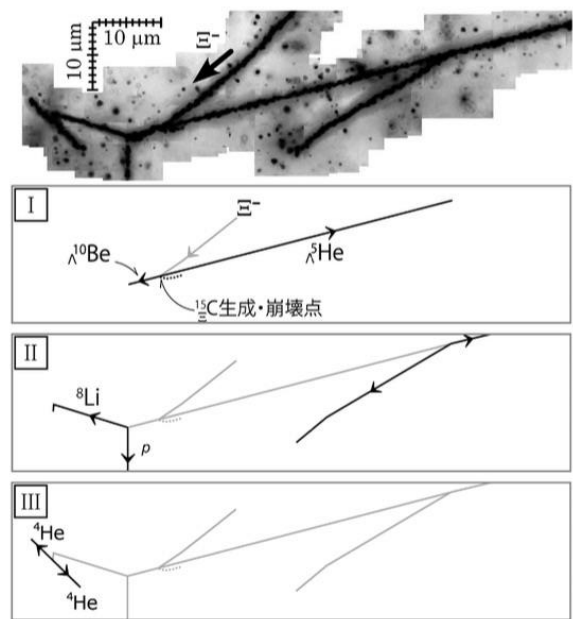 10 μm
10 μm
Ξ⁻
I
Ξ⁻
Λ¹⁰Be
Λ⁵He
Ξ¹⁵C生成・崩壊点
II
⁸Li
p
III
⁴He
⁴He